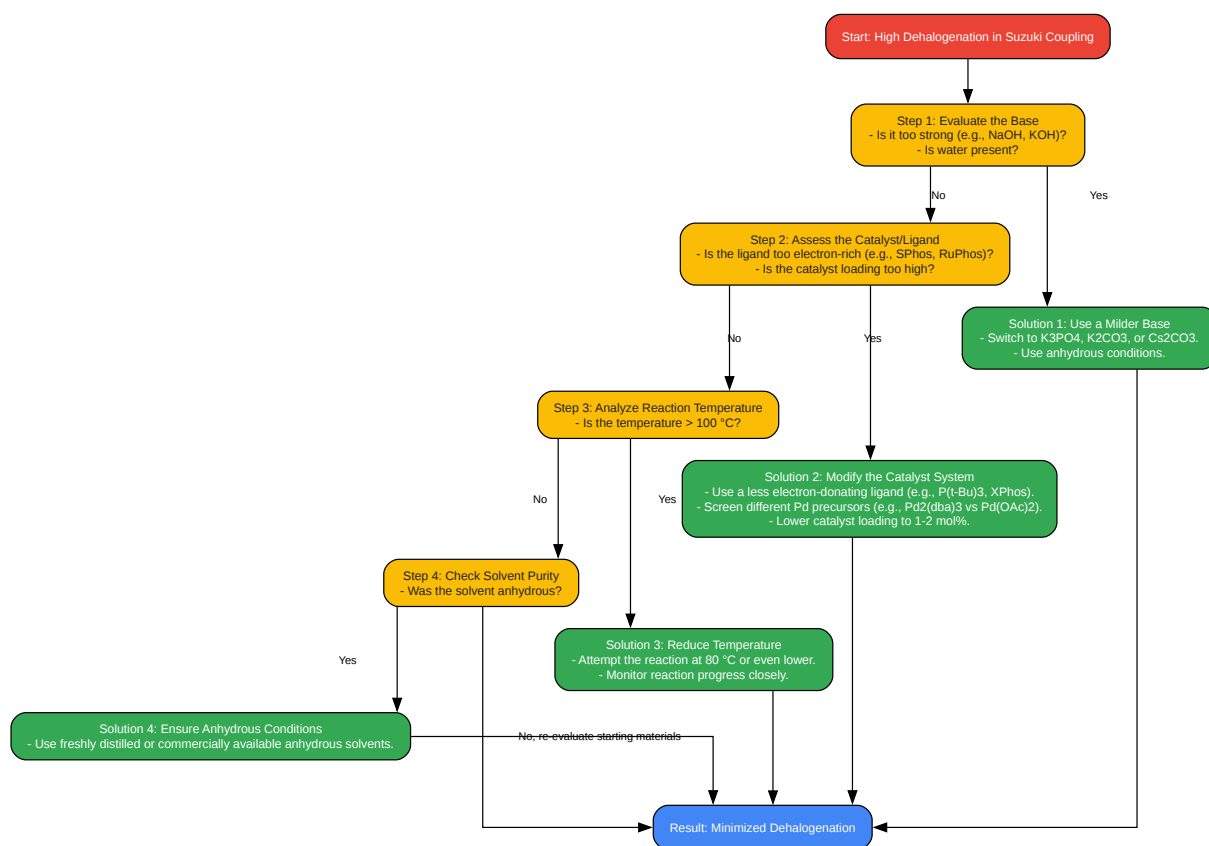 Start: High Dehalogenation in Suzuki Coupling
Step 1: Evaluate the Base
- Is it too strong (e.g., NaOH, KOH)?
- Is water present?
No
Yes
Step 2: Assess the Catalyst/Ligand
- Is the ligand too electron-rich (e.g., SPhos, RuPhos)?
- Is the catalyst loading too high?
Solution 1: Use a Milder Base
- Switch to K3PO4, K2CO3, or Cs2CO3.
- Use anhydrous conditions.
No
Yes
Step 3: Analyze Reaction Temperature
- Is the temperature > 100 °C?
Solution 2: Modify the Catalyst System
- Use a less electron-donating ligand (e.g., P(t-Bu)3, XPhos).
- Screen different Pd precursors (e.g., Pd2(dba)3 vs Pd(OAc)2).
- Lower catalyst loading to 1-2 mol%.
No
Yes
Step 4: Check Solvent Purity
- Was the solvent anhydrous?
Solution 3: Reduce Temperature
- Attempt the reaction at 80 °C or even lower.
- Monitor reaction progress closely.
Yes
Solution 4: Ensure Anhydrous Conditions
- Use freshly distilled or commercially available anhydrous solvents.
No, re-evaluate starting materials
Result: Minimized Dehalogenation